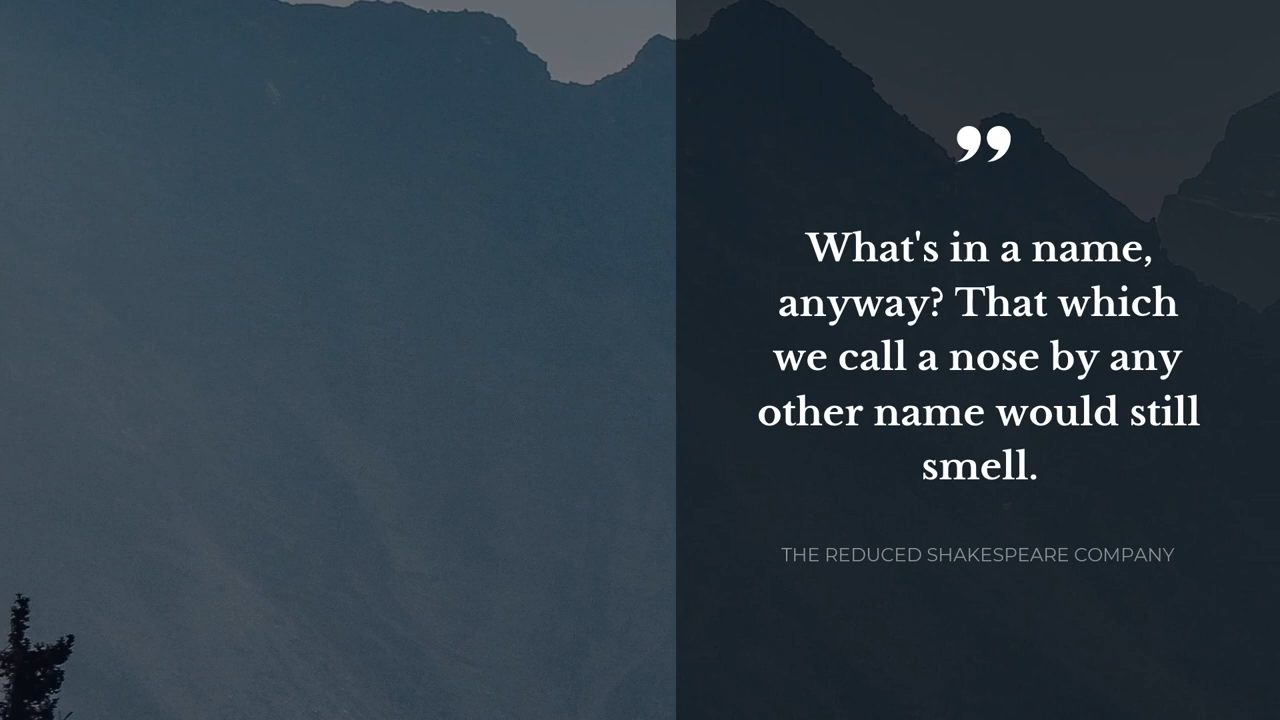 ”
What's in a name,
anyway? That which
we call a nose by any
other name would still
smell.
THE REDUCED SHAKESPEARE COMPANY